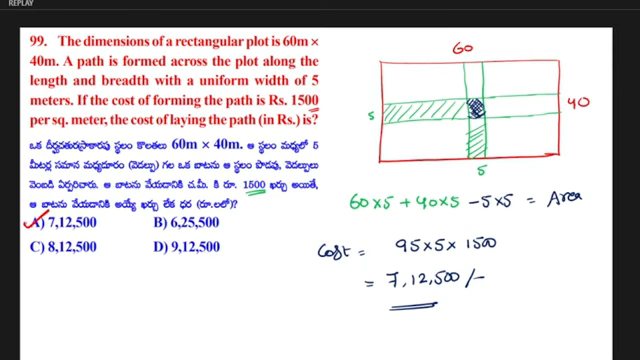 REPLAY
99. The dimensions of a rectangular plot is 60m ×
40m. A path is formed across the plot along the
length and breadth with a uniform width of 5
meters. If the cost of forming the path is Rs. 1500
per sq. meter, the cost of laying the path (in Rs.) is?
ఒక దీర్ఘచతురస్రాకారపు స్థలం కొలతలు 60m × 40m. ఆ స్థలం మధ్యలో 5
మీటర్ల సమాన మధ్యదూరం (వెడల్పు) గల ఒక బాటను ఆ స్థలం పొడవు, వెడల్పులు
వెంబడి ఏర్పరిచారు. ఆ బాటను వేయడానికి చ.మీ. కి రూ. 1500 ఖర్చు అయితే,
ఆ బాటను వేయడానికి అయ్యే ఖర్చు లేక ధర (రూ.లలో)?
A) 7,12,500 B) 6,25,500
C) 8,12,500 D) 9,12,500
60
40
5
5
60×5 + 40×5 - 5×5 = Area
Cost = 95×5×1500
= 7,12,500/-